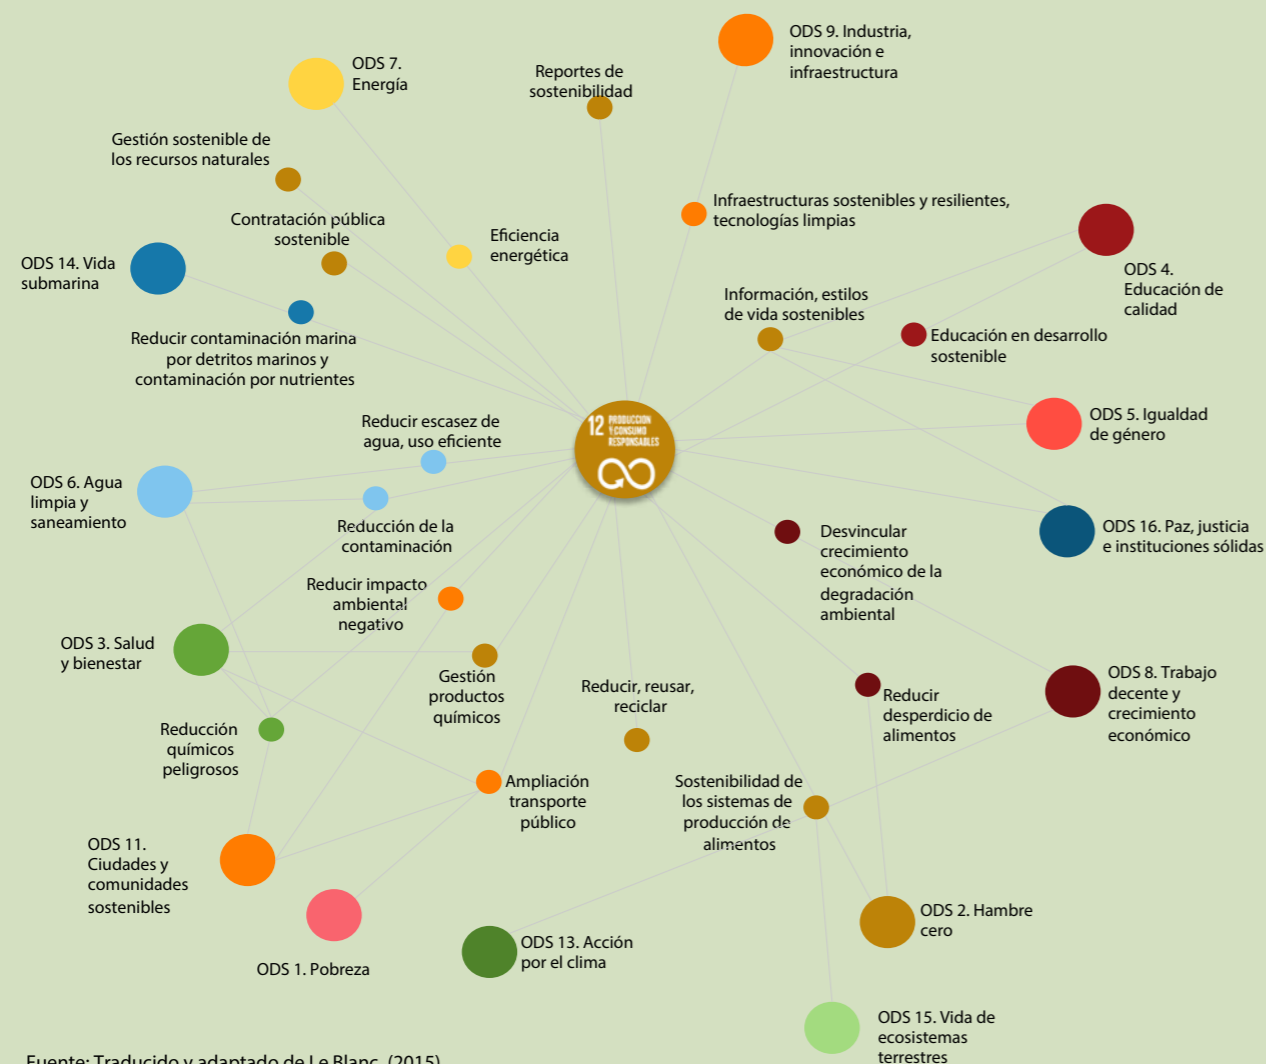 ODS 9. Industria,
innovación e
infraestructura
ODS 7.
Energía
Reportes de
sostenibilidad
Gestión sostenible de
los recursos naturales
Infraestructuras sostenibles y resilientes,
tecnologías limpias
Contratación pública
sostenible
Eficiencia
energética
ODS 14. Vida
submarina
ODS 4.
Educación de
calidad
Información, estilos
de vida sostenibles
Reducir contaminación marina
por detritos marinos y
contaminación por nutrientes
Educación en desarrollo
sostenible
Reducir escasez de
agua, uso eficiente
12 PRODUCCIÓN
Y CONSUMO
RESPONSABLES
ODS 5. Igualdad
de género
ODS 6. Agua
limpia y
saneamiento
Reducción de la
contaminación
Desvincular
crecimiento
económico de la
degradación
ambiental
ODS 16. Paz, justicia
e instituciones sólidas
Reducir impacto
ambiental
negativo
ODS 3. Salud
y bienestar
Gestión
productos
químicos
Reducir, reusar,
reciclar
Reducir
desperdicio de
alimentos
ODS 8. Trabajo
decente y
crecimiento
económico
Reducción
químicos
peligrosos
Ampliación
transporte
público
Sostenibilidad de
los sistemas de
producción de
alimentos
ODS 11.
Ciudades y
comunidades
sostenibles
ODS 1. Pobreza
ODS 13. Acción
por el clima
ODS 2. Hambre
cero
ODS 15. Vida de
ecosistemas
terrestres
Fuente: Traducido y adaptado de Le Blanc, (2015)